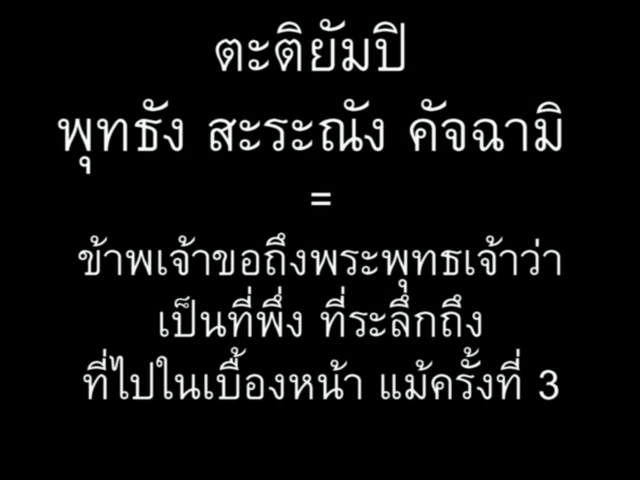 ตะติยัมปิ
พุทธัง สะระณัง คัจฉามิ
=
ข้าพเจ้าขอถึงพระพุทธเจ้าว่า
เป็นที่พึ่ง ที่ระลึกถึง
ที่ไปในเบื้องหน้า แม้ครั้งที่ 3